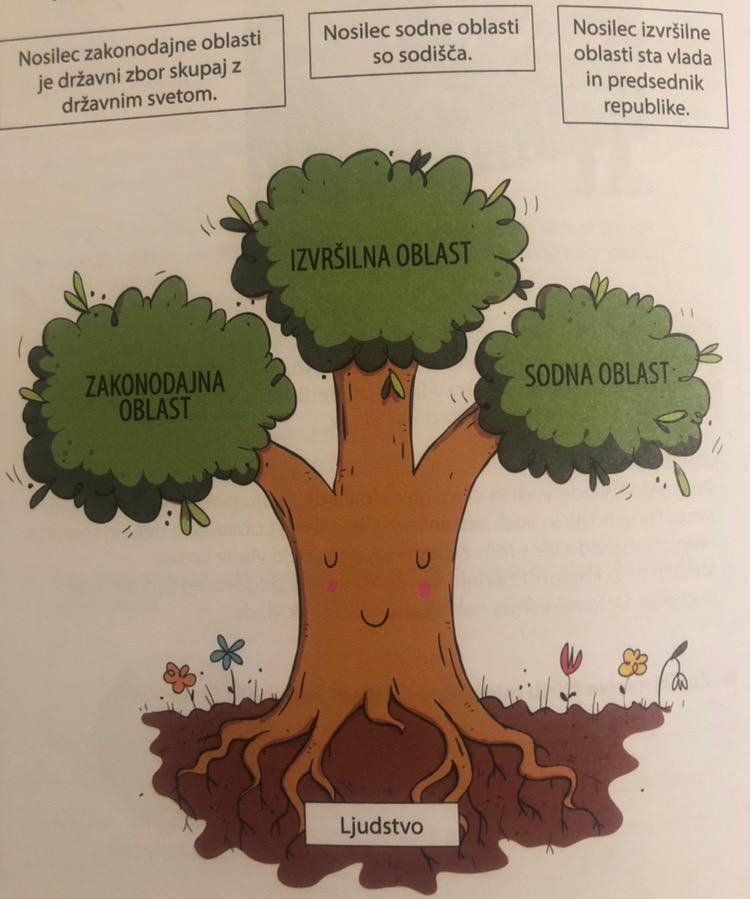 Nosilec zakonodajne oblasti
je državni zbor skupaj z
državnim svetom.
Nosilec sodne oblasti
so sodišča.
Nosilec izvršilne
oblasti sta vlada
in predsednik
republike.
IZVRŠILNA OBLAST
ZAKONODAJNA
OBLAST
SODNA OBLAST
Ljudstvo